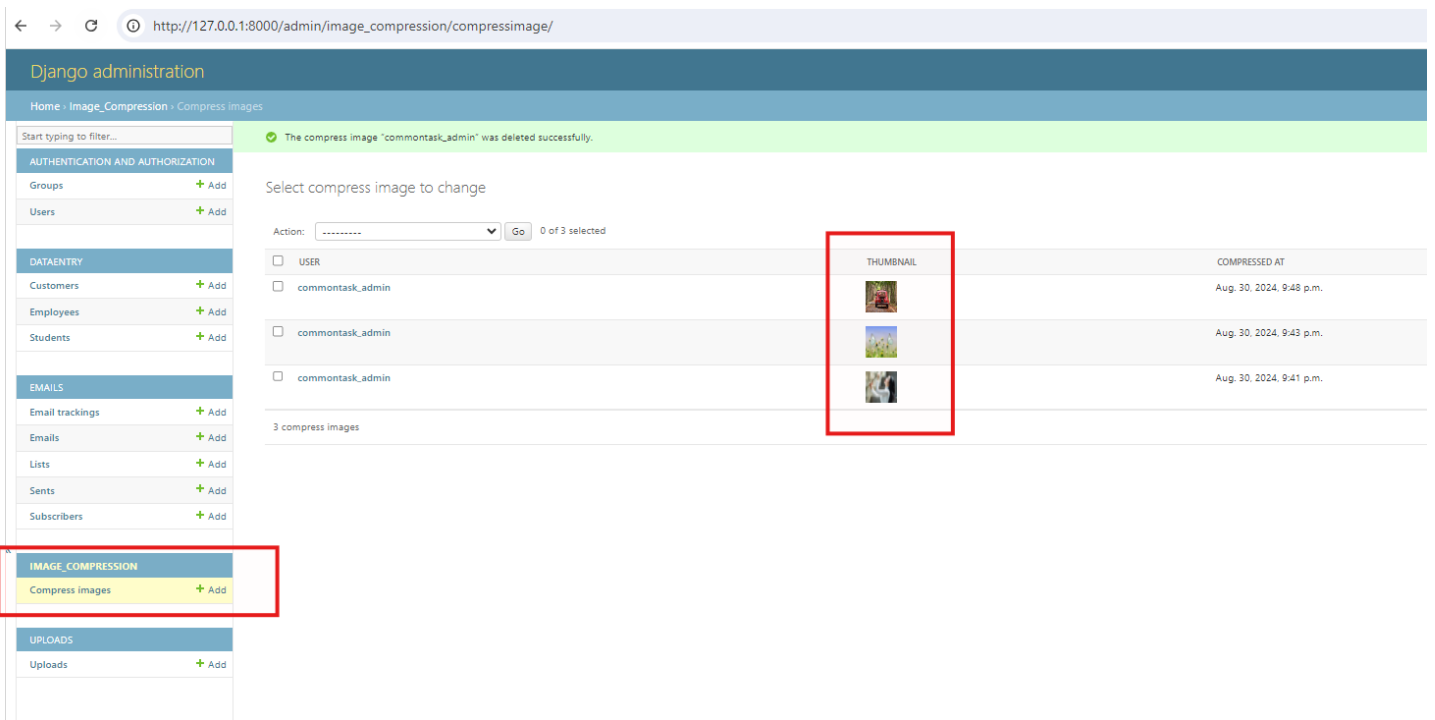 http://127.0.0.1:8000/admin/image_compression/compressimage/
Django administration
Home › Image_Compression › Compress images
Start typing to filter...
AUTHENTICATION AND AUTHORIZATION
Groups + Add
Users + Add
DATAENTRY
Customers + Add
Employees + Add
Students + Add
EMAILS
Email trackings + Add
Emails + Add
Lists + Add
Sents + Add
Subscribers + Add
«
IMAGE_COMPRESSION
Compress images + Add
UPLOADS
Uploads + Add
The compress image "commontask_admin" was deleted successfully.
Select compress image to change
Action: --------- Go 0 of 3 selected
USER THUMBNAIL COMPRESSED AT
commontask_admin Aug. 30, 2024, 9:48 p.m.
commontask_admin Aug. 30, 2024, 9:43 p.m.
commontask_admin Aug. 30, 2024, 9:41 p.m.
3 compress images